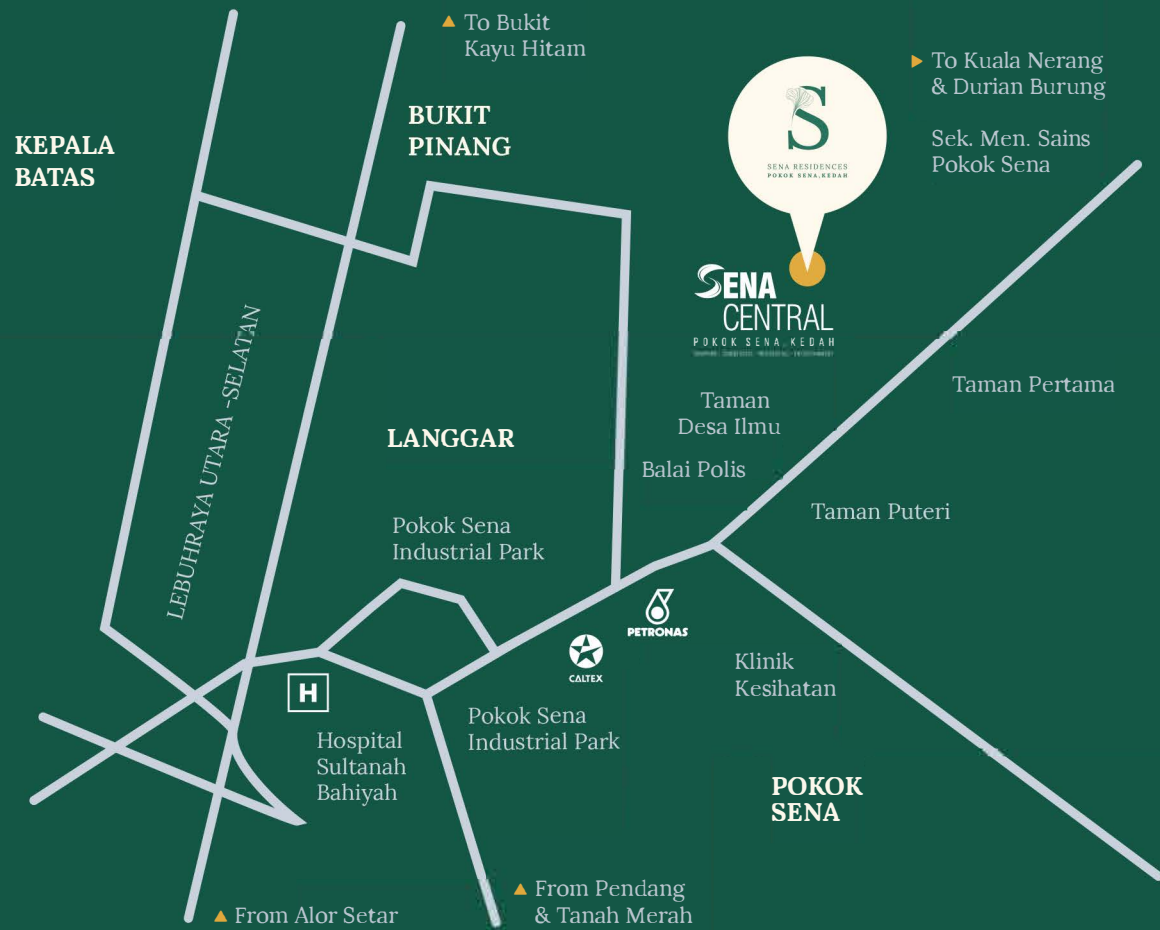 To Bukit
Kayu Hitam
To Kuala Nerang
& Durian Burung
Sek. Men. Sains
Pokok Sena
S
SENA RESIDENCES
POKOK SENA, KEDAH
KEPALA
BATAS
BUKIT
PINANG
SENA
CENTRAL
POKOK SENA, KEDAH
LEBUHRAYA UTARA -SELATAN
LANGGAR
Taman
Desa Ilmu
Taman Pertama
Balai Polis
Taman Puteri
Pokok Sena
Industrial Park
PETRONAS
CALTEX
Klinik
Kesihatan
H
Hospital
Sultanah
Bahiyah
Pokok Sena
Industrial Park
POKOK
SENA
From Pendang
& Tanah Merah
From Alor Setar